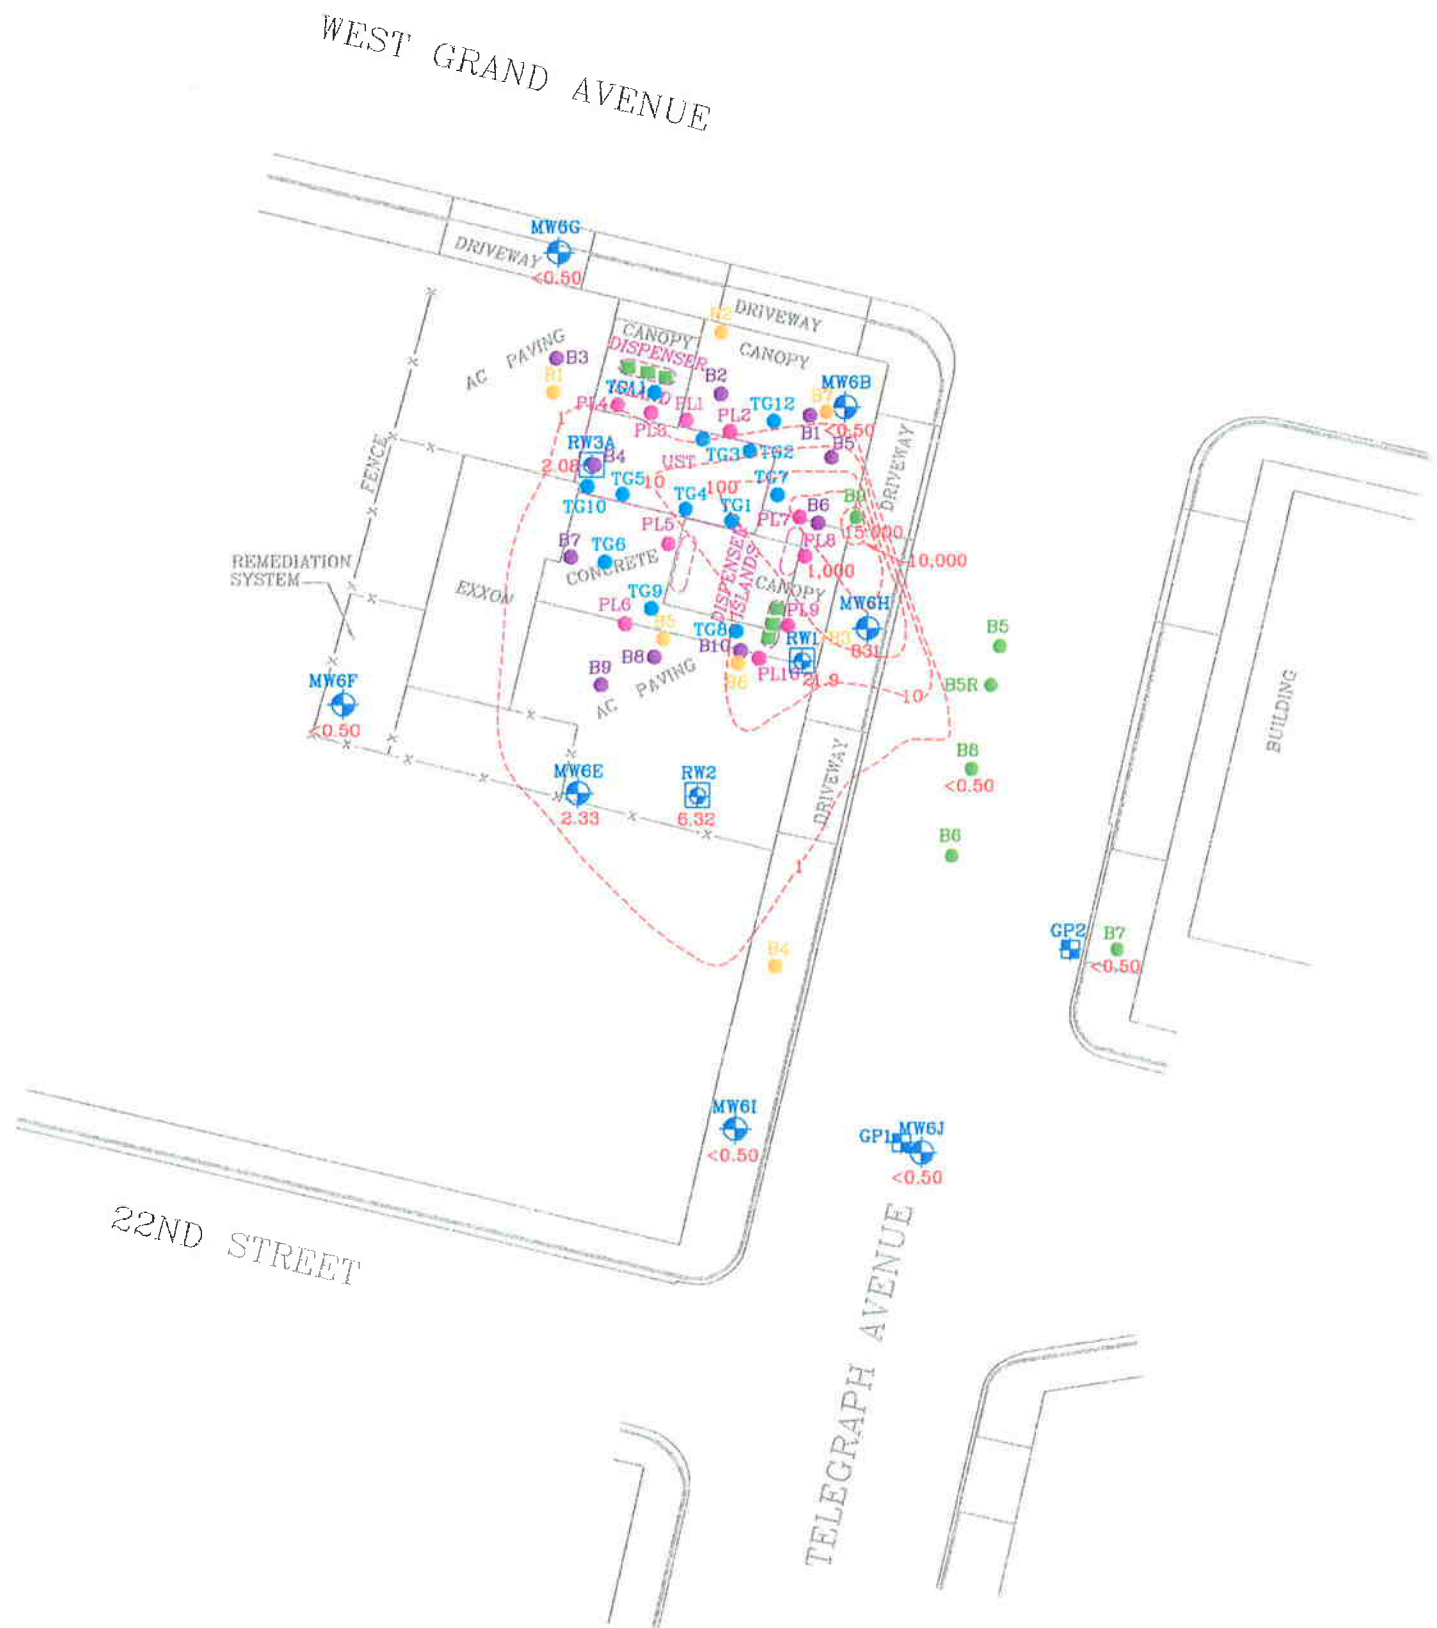 WEST GRAND AVENUE
MW6G
DRIVEWAY
<0.50
DRIVEWAY
B2
CANOPY
CANOPY
DISPENSER
AC PAVING
B3
B1
B2
MW6B
TG11
ISLAND
PL4
PL3
PL1
PL2
TG12
B7
B1
<0.50
1
RW3A
B4
2.08
UST
TG3
TG2
B5
DRIVEWAY
FENCE
TG10
TG5
10
TG4
100
TG7
TG1
PL7
B6
B9
15,000
PL5
PL8
10,000
B7
TG6
CONCRETE
1,000
REMEDIATION
SYSTEM
EXXON
DISPENSER
ISLANDS
CANOPY
TG9
PL6
B5
TG8
PL9
MW6H
RW1
B3
831
B5
B10
B8
B6
PL10
21.9
B9
AC PAVING
10
B5R
MW6F
<0.50
BUILDING
MW6E
2.33
RW2
6.32
DRIVEWAY
B8
<0.50
1
B6
B4
GP2
B7
<0.50
MW6I
<0.50
GP1
MW6J
<0.50
22ND STREET
TELEGRAPH AVENUE